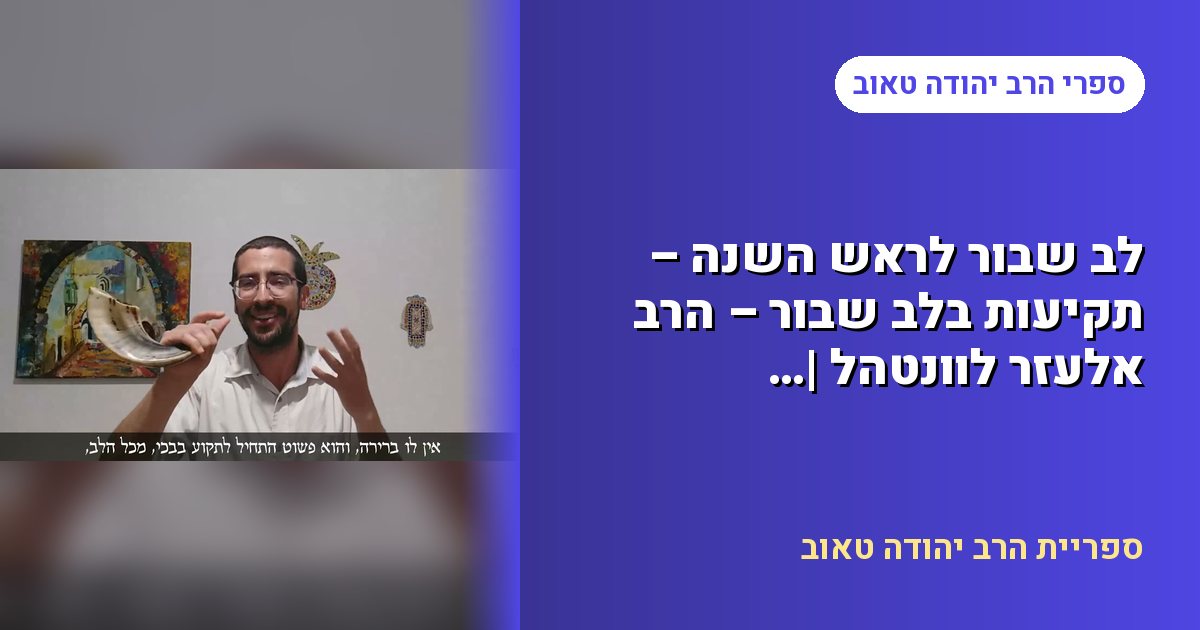 ספרי הרב יהודה טאוב
לב שבור לראש השנה –
תקיעות בלב שבור – הרב
אלעזר לוונטהל |...
ספריית הרב יהודה טאוב
אין לו ברירה, והוא פשוט התחיל לתקוע בבכי, מכל הלב,